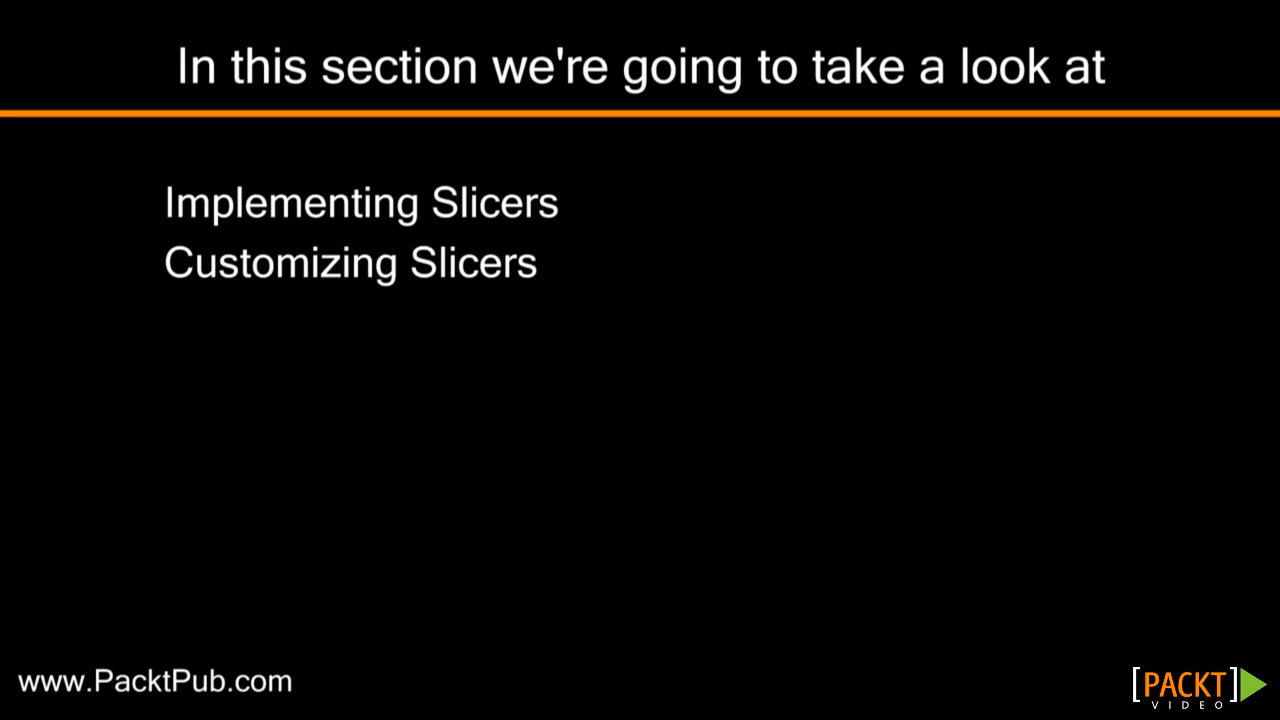 In this section we're going to take a look at
Implementing Slicers
Customizing Slicers
www.PacktPub.com
[PACKT]
VIDEO